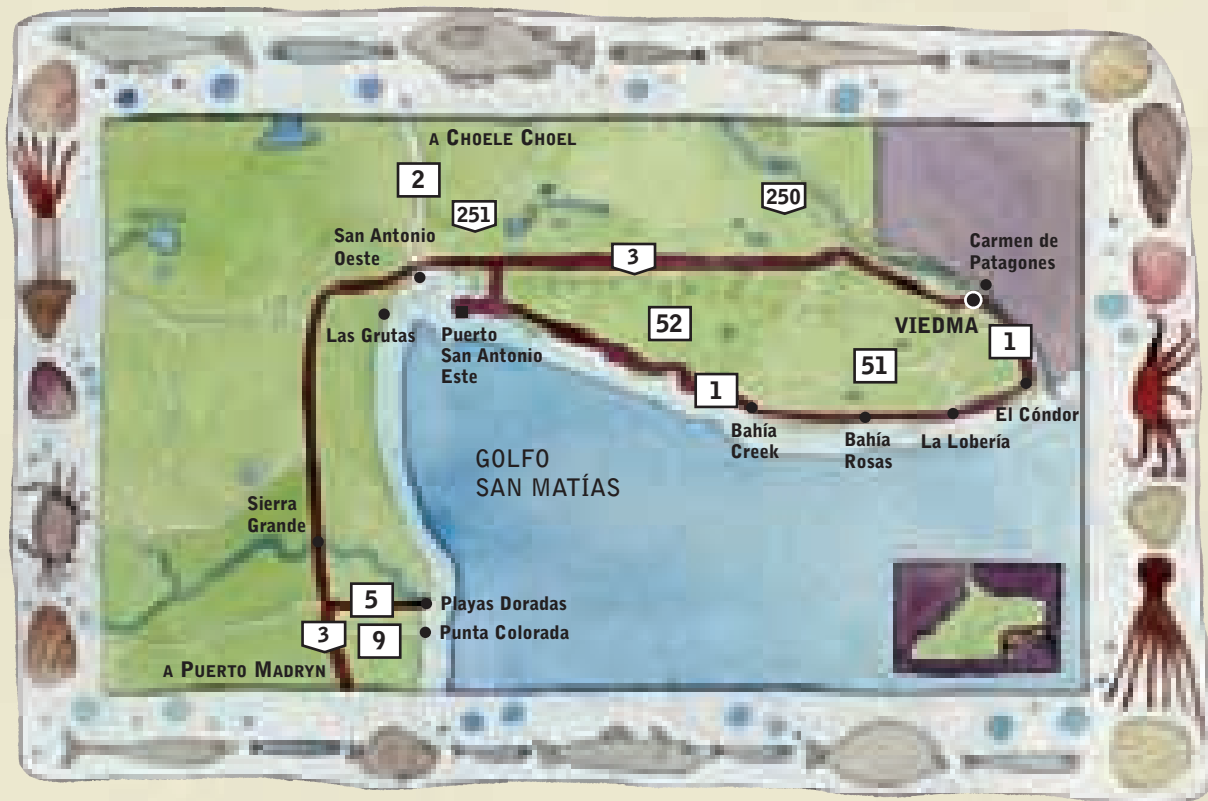 A CHOELE CHOEL
2
251
250
San Antonio
Oeste
3
Carmen de
Patagones
Las Grutas
Puerto
San Antonio
Este
52
VIEDMA
1
51
1
El Cóndor
Bahía
Creek
Bahía
Rosas
La Lobería
GOLFO
SAN MATÍAS
Sierra
Grande
5
Playas Doradas
3
9
Punta Colorada
A PUERTO MADRYN